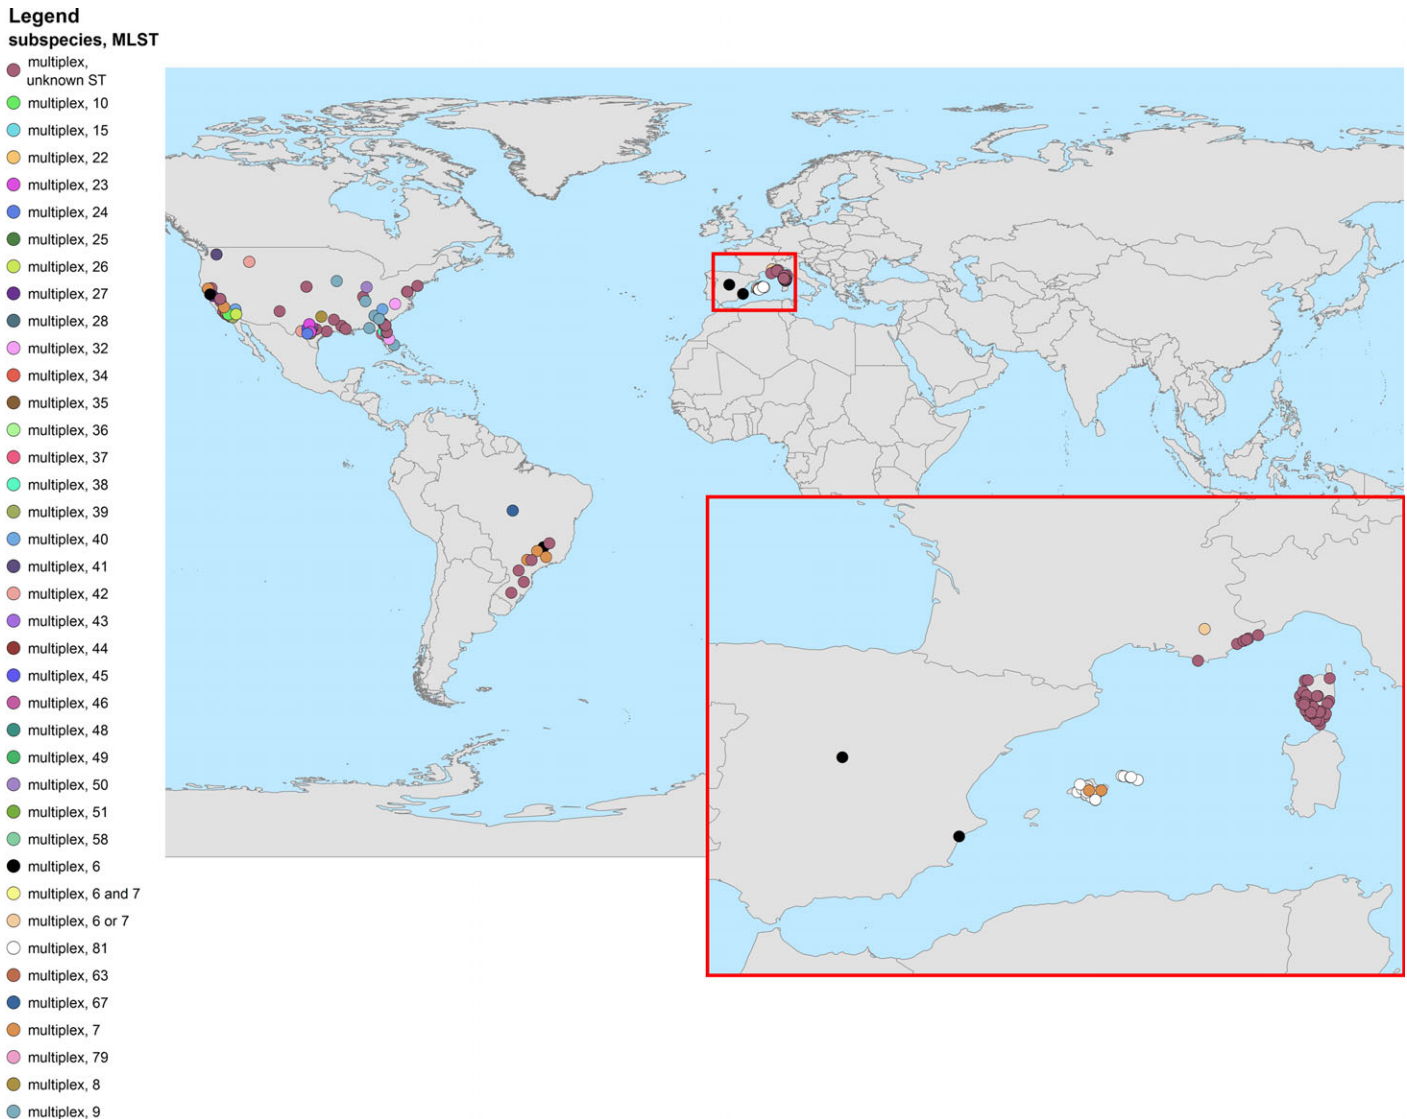 Legend
subspecies, MLST
multiplex,
unknown ST
multiplex, 10
multiplex, 15
multiplex, 22
multiplex, 23
multiplex, 24
multiplex, 25
multiplex, 26
multiplex, 27
multiplex, 28
multiplex, 32
multiplex, 34
multiplex, 35
multiplex, 36
multiplex, 37
multiplex, 38
multiplex, 39
multiplex, 40
multiplex, 41
multiplex, 42
multiplex, 43
multiplex, 44
multiplex, 45
multiplex, 46
multiplex, 48
multiplex, 49
multiplex, 50
multiplex, 51
multiplex, 58
multiplex, 6
multiplex, 6 and 7
multiplex, 6 or 7
multiplex, 81
multiplex, 63
multiplex, 67
multiplex, 7
multiplex, 79
multiplex, 8
multiplex, 9